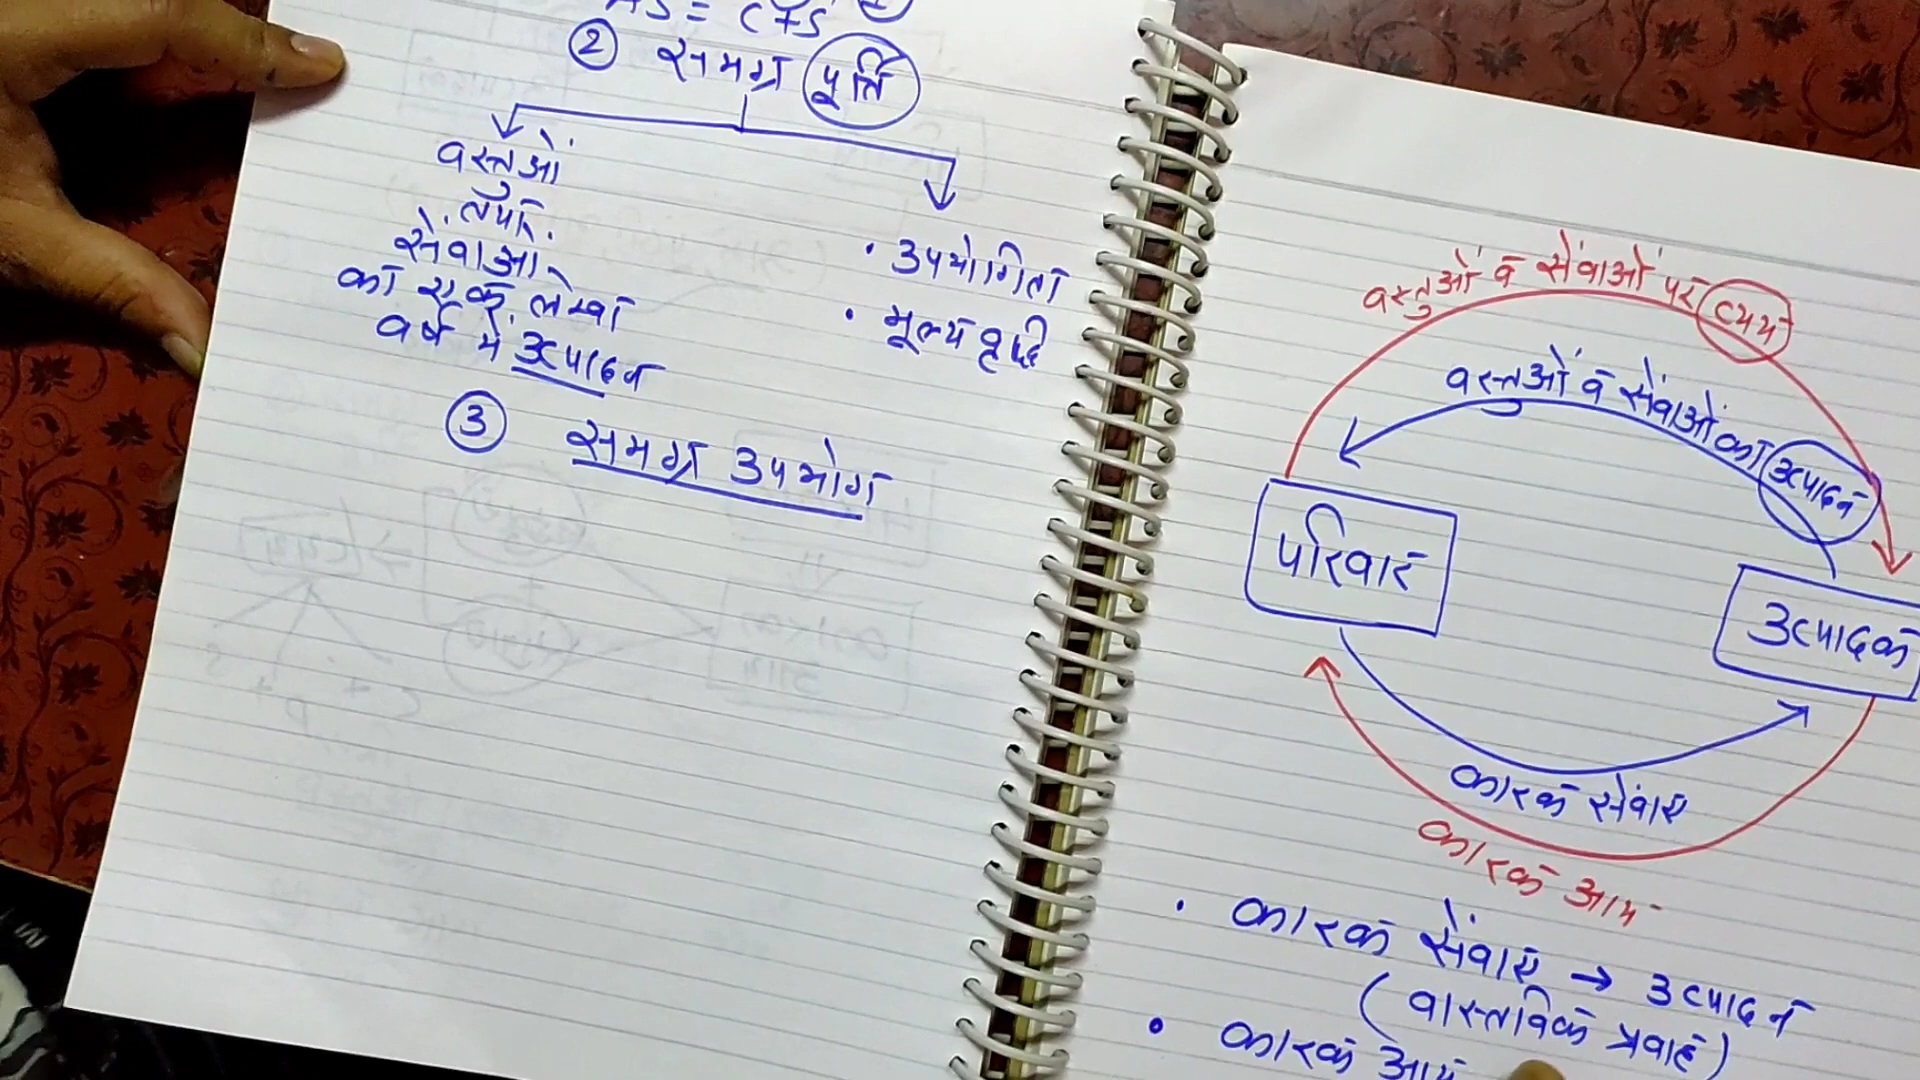 AS = C+S
② समग्र पूर्ति
वस्तुओं
तथा
सेवाओं
का एक लेखा
वर्ष में उत्पादन
• उपयोगिता
• मूल्य वृद्धि
③ समग्र उपभोग
वस्तुओं व सेवाओं पर व्यय
वस्तुओं व सेवाओं का उत्पादन
परिवार
उत्पादक
कारक सेवाएं
कारक आय
• कारक सेवाएं → उत्पादन
(वास्तविक प्रवाह)
• कारक आय